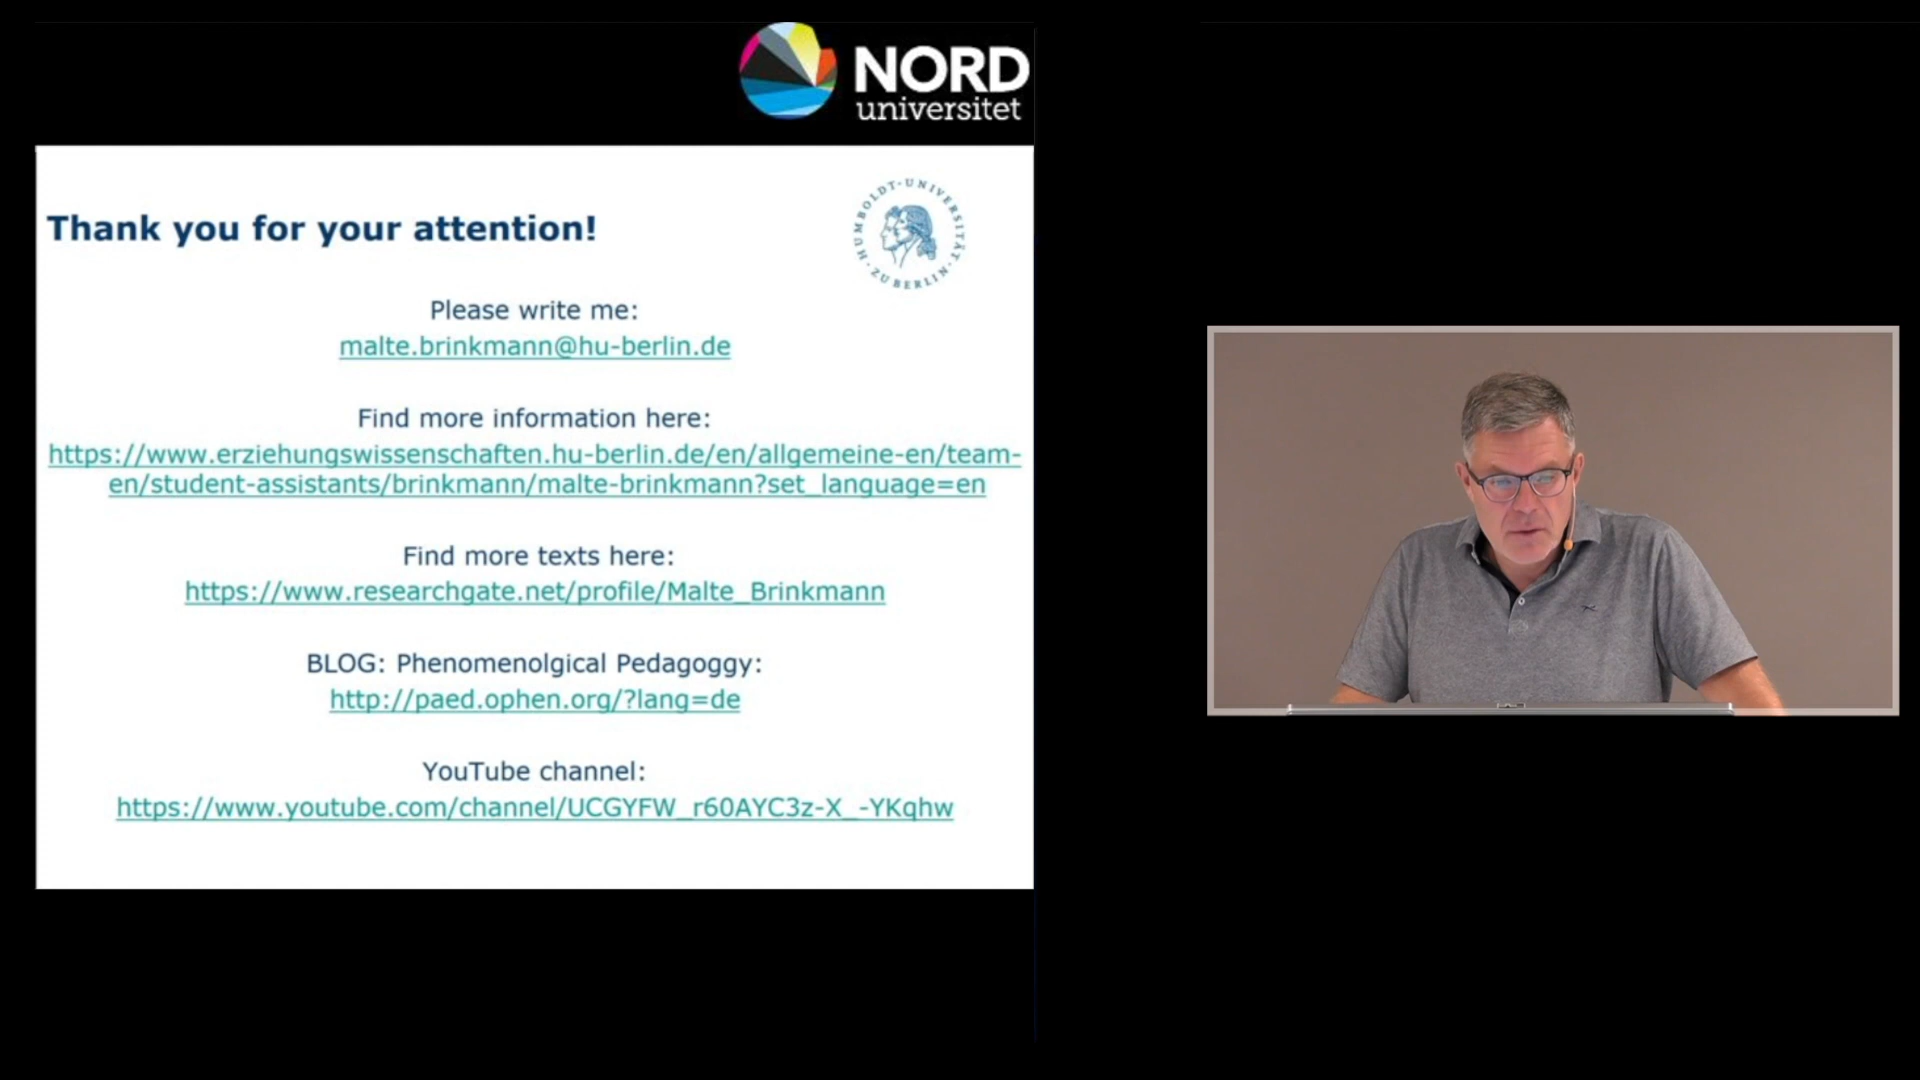 NORD
universitet
HUMBOLDT-UNIVERSITÄT · ZU BERLIN ·
Thank you for your attention!
Please write me:
malte.brinkmann@hu-berlin.de
Find more information here:
https://www.erziehungswissenschaften.hu-berlin.de/en/allgemeine-en/team-
en/student-assistants/brinkmann/malte-brinkmann?set_language=en
Find more texts here:
https://www.researchgate.net/profile/Malte_Brinkmann
BLOG: Phenomenolgical Pedagoggy:
http://paed.ophen.org/?lang=de
YouTube channel:
https://www.youtube.com/channel/UCGYFW_r60AYC3z-X_-YKqhw